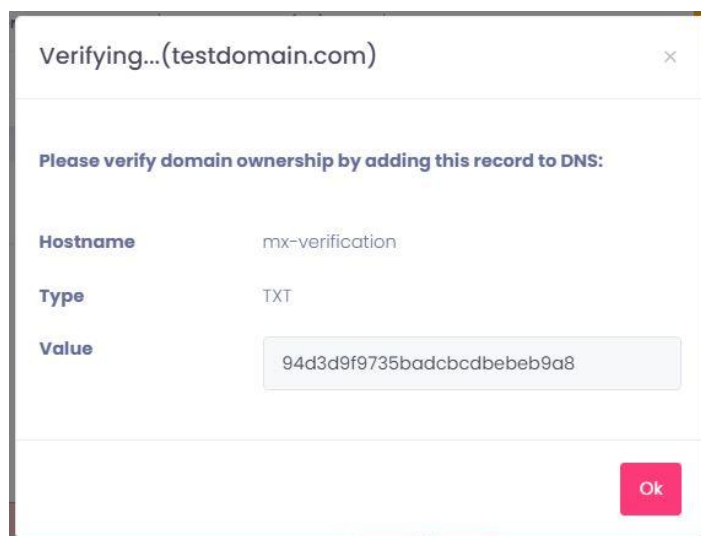 Verifying...(testdomain.com)
×
Please verify domain ownership by adding this record to DNS:
Hostname mx-verification
Type TXT
Value 94d3d9f9735badcbcdbebeb9a8
Ok